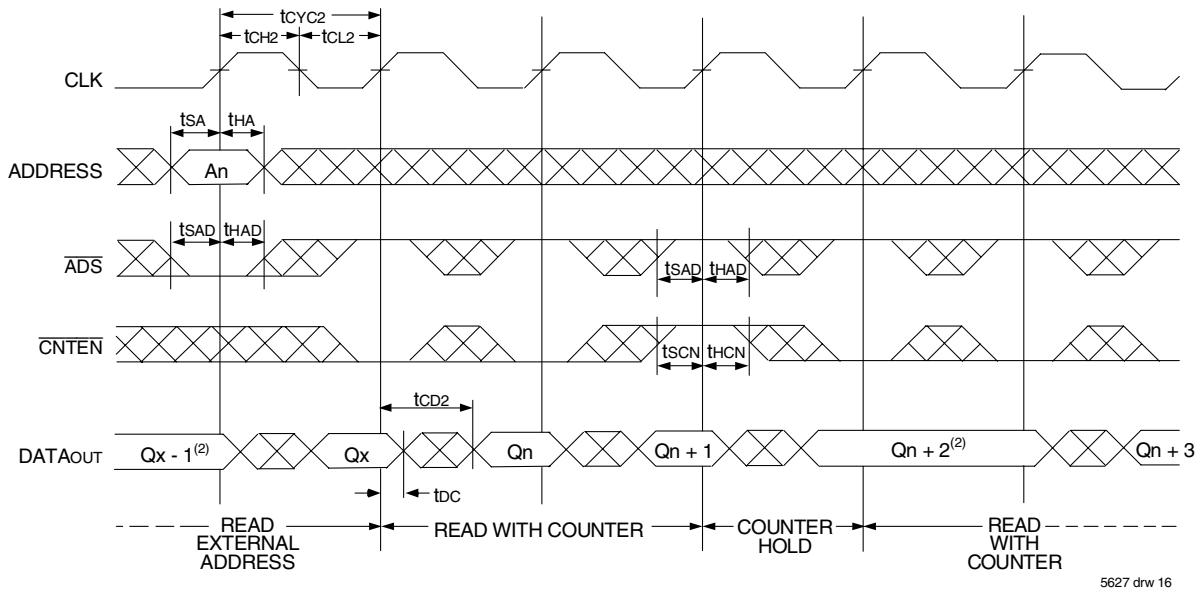 tCYC2
tCH2 tCL2
CLK
tSA tHA
ADDRESS An
tSAD tHAD
ADS
tSAD tHAD
CNTEN
tSCN tHCN
tCD2
DATAOUT Qx - 1(2) Qx Qn Qn + 1 Qn + 2(2) Qn + 3
tDC
READ EXTERNAL ADDRESS
READ WITH COUNTER
COUNTER HOLD
READ WITH COUNTER
5627 drw 16